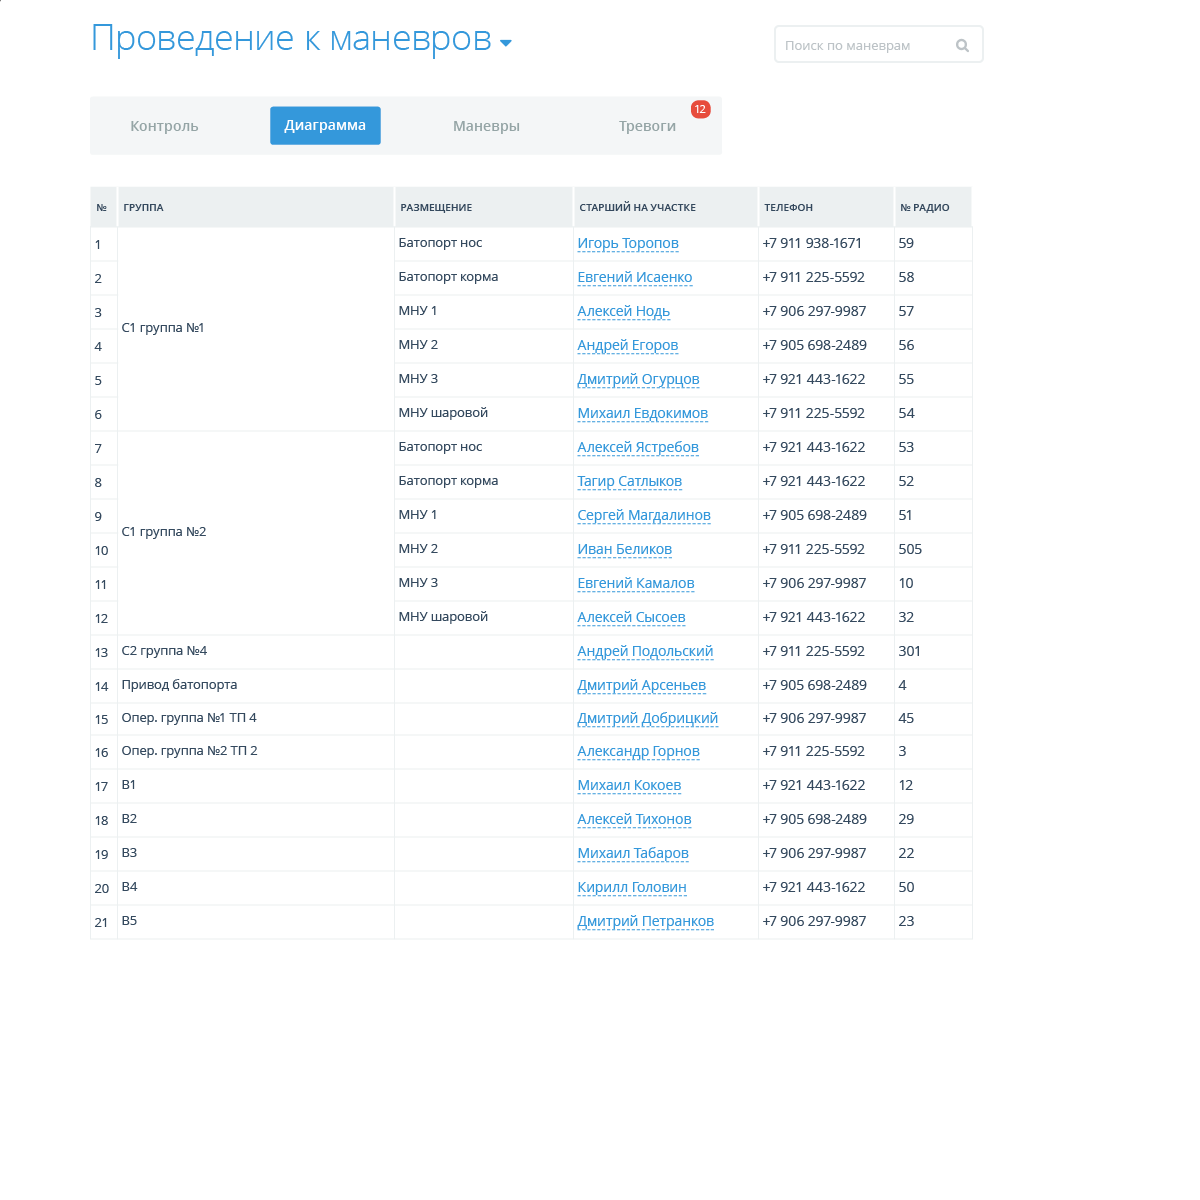 Проведение к маневров
Поиск по маневрам
Контроль Диаграмма Маневры Тревоги 12
№ ГРУППА РАЗМЕЩЕНИЕ СТАРШИЙ НА УЧАСТКЕ ТЕЛЕФОН № РАДИО
1 Батопорт нос Игорь Торопов +7 911 938-1671 59
2 Батопорт корма Евгений Исаенко +7 911 225-5592 58
3 МНУ 1 Алексей Нодь +7 906 297-9987 57
С1 группа №1
4 МНУ 2 Андрей Егоров +7 905 698-2489 56
5 МНУ 3 Дмитрий Огурцов +7 921 443-1622 55
6 МНУ шаровой Михаил Евдокимов +7 911 225-5592 54
7 Батопорт нос Алексей Ястребов +7 921 443-1622 53
8 Батопорт корма Тагир Сатлыков +7 921 443-1622 52
9 МНУ 1 Сергей Магдалинов +7 905 698-2489 51
С1 группа №2
10 МНУ 2 Иван Беликов +7 911 225-5592 505
11 МНУ 3 Евгений Камалов +7 906 297-9987 10
12 МНУ шаровой Алексей Сысоев +7 921 443-1622 32
13 С2 группа №4 Андрей Подольский +7 911 225-5592 301
14 Привод батопорта Дмитрий Арсеньев +7 905 698-2489 4
15 Опер. группа №1 ТП 4 Дмитрий Добрицкий +7 906 297-9987 45
16 Опер. группа №2 ТП 2 Александр Горнов +7 911 225-5592 3
17 В1 Михаил Кокоев +7 921 443-1622 12
18 В2 Алексей Тихонов +7 905 698-2489 29
19 В3 Михаил Табаров +7 906 297-9987 22
20 В4 Кирилл Головин +7 921 443-1622 50
21 В5 Дмитрий Петранков +7 906 297-9987 23